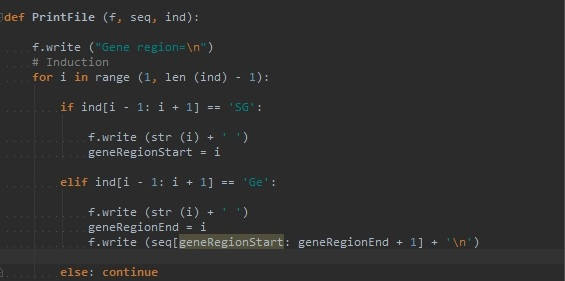 def PrintFile (f, seq, ind):
f.write ("Gene region=\n")
# Induction
for i in range (1, len (ind) - 1):
if ind[i - 1: i + 1] == 'SG':
f.write (str (i) + ' ')
geneRegionStart = i
elif ind[i - 1: i + 1] == 'Ge':
f.write (str (i) + ' ')
geneRegionEnd = i
f.write (seq[geneRegionStart: geneRegionEnd + 1] + '\n')
else: continue